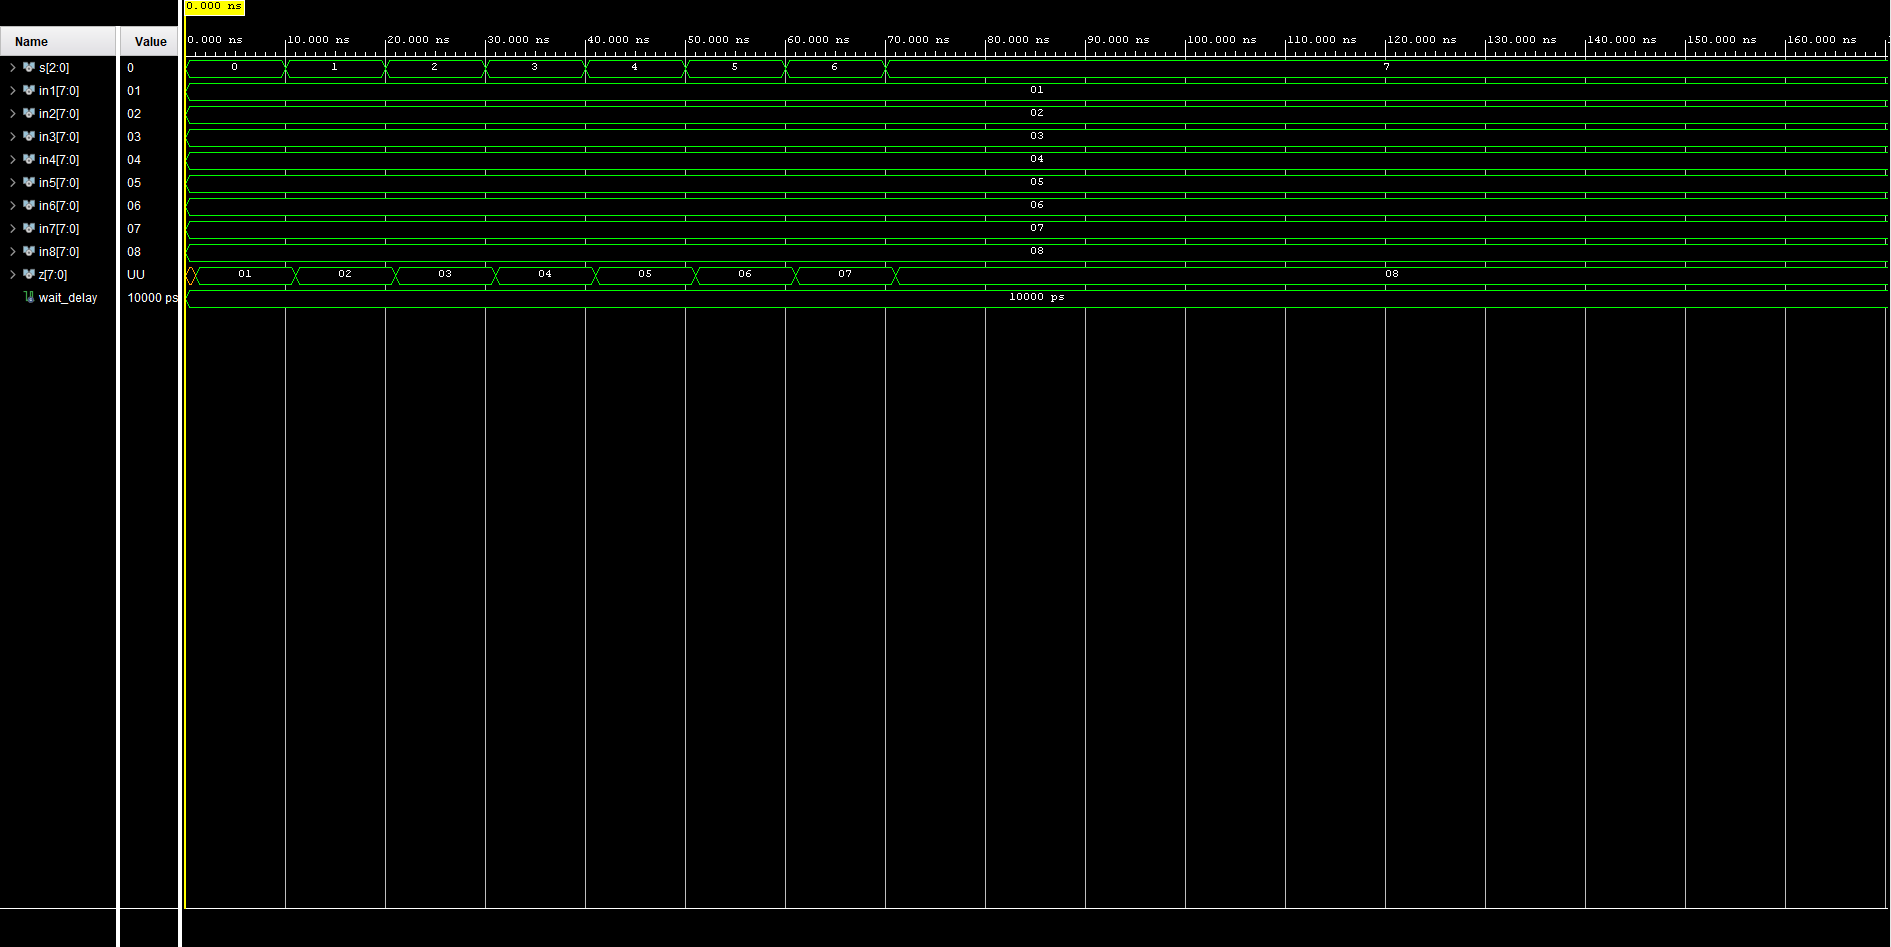 0.000 ns
Name Value 0.000 ns 10.000 ns 20.000 ns 30.000 ns 40.000 ns 50.000 ns 60.000 ns 70.000 ns 80.000 ns 90.000 ns 100.000 ns 110.000 ns 120.000 ns 130.000 ns 140.000 ns 150.000 ns 160.000 ns
s[2:0] 0 0 1 2 3 4 5 6 7
in1[7:0] 01 01
in2[7:0] 02 02
in3[7:0] 03 03
in4[7:0] 04 04
in5[7:0] 05 05
in6[7:0] 06 06
in7[7:0] 07 07
in8[7:0] 08 08
z[7:0] UU 01 02 03 04 05 06 07 08
wait_delay 10000 ps 10000 ps